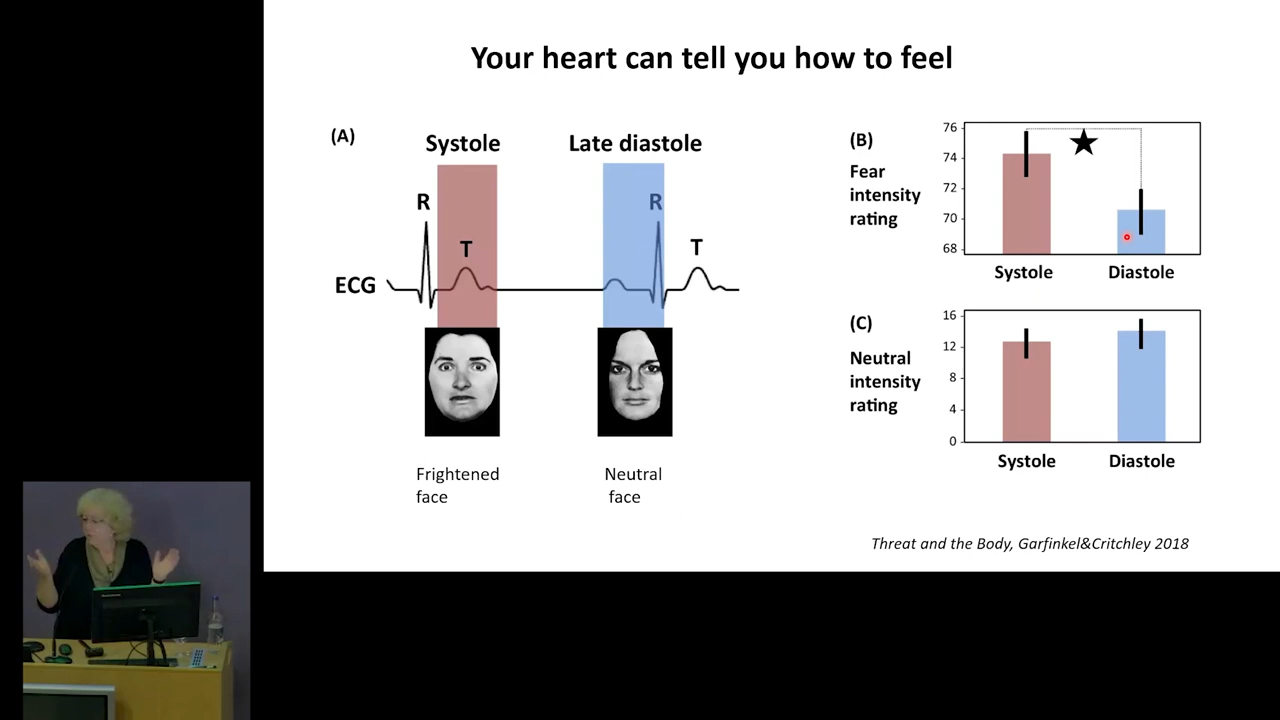 Your heart can tell you how to feel
(A)
Systole
Late diastole
R
R
T
T
ECG
Frightened
face
Neutral
face
(B)
Fear
intensity
rating
76
74
72
70
68
Systole
Diastole
(C)
Neutral
intensity
rating
16
12
8
4
0
Systole
Diastole
Threat and the Body, Garfinkel&Critchley 2018